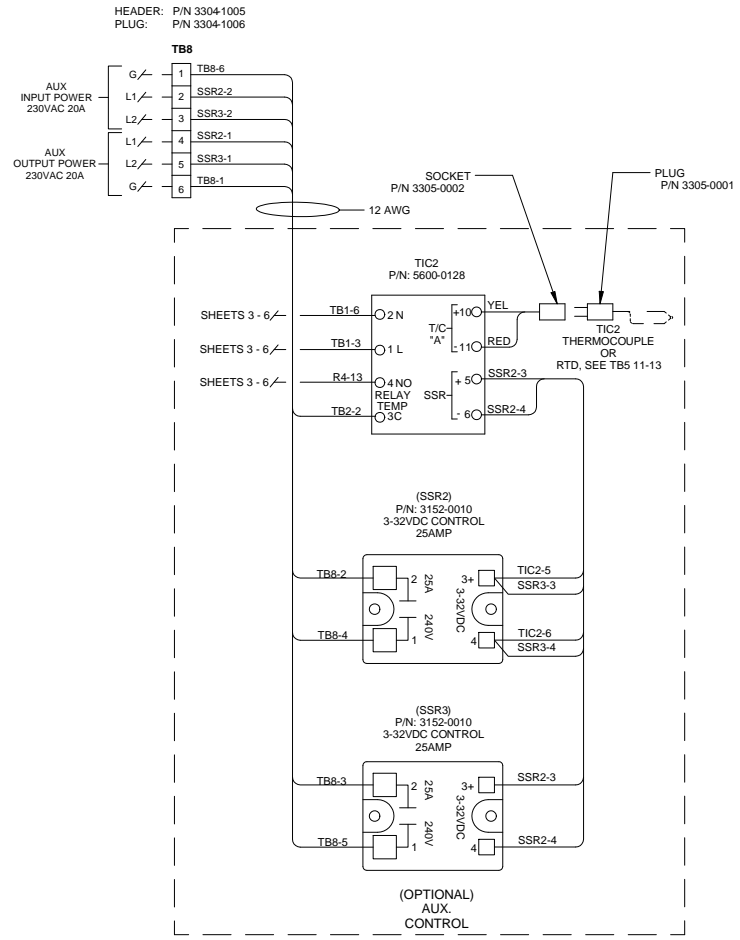 HEADER: P/N 3304-1005
PLUG: P/N 3304-1006
TB8
AUX
INPUT POWER
230VAC 20A
G
1
TB8-6
L1
2
SSR2-2
L2
3
SSR3-2
AUX
OUTPUT POWER
230VAC 20A
L1
4
SSR2-1
L2
5
SSR3-1
G
6
TB8-1
12 AWG
SOCKET
P/N 3305-0002
PLUG
P/N 3305-0001
TIC2
P/N: 5600-0128
SHEETS 3 - 6
TB1-6
2 N
SHEETS 3 - 6
TB1-3
1 L
SHEETS 3 - 6
R4-13
4 NO
RELAY
TEMP
TB2-2
3C
T/C
"A"
+10
YEL
-11
RED
SSR
+ 5
SSR2-3
- 6
SSR2-4
TIC2
THERMOCOUPLE
OR
RTD, SEE TB5 11-13
(SSR2)
P/N: 3152-0010
3-32VDC CONTROL
25AMP
TB8-2
2
25A
240V
TB8-4
1
3+
3-32VDC
4
TIC2-5
SSR3-3
TIC2-6
SSR3-4
(SSR3)
P/N: 3152-0010
3-32VDC CONTROL
25AMP
TB8-3
2
25A
240V
TB8-5
1
3+
3-32VDC
4
SSR2-3
SSR2-4
(OPTIONAL)
AUX.
CONTROL